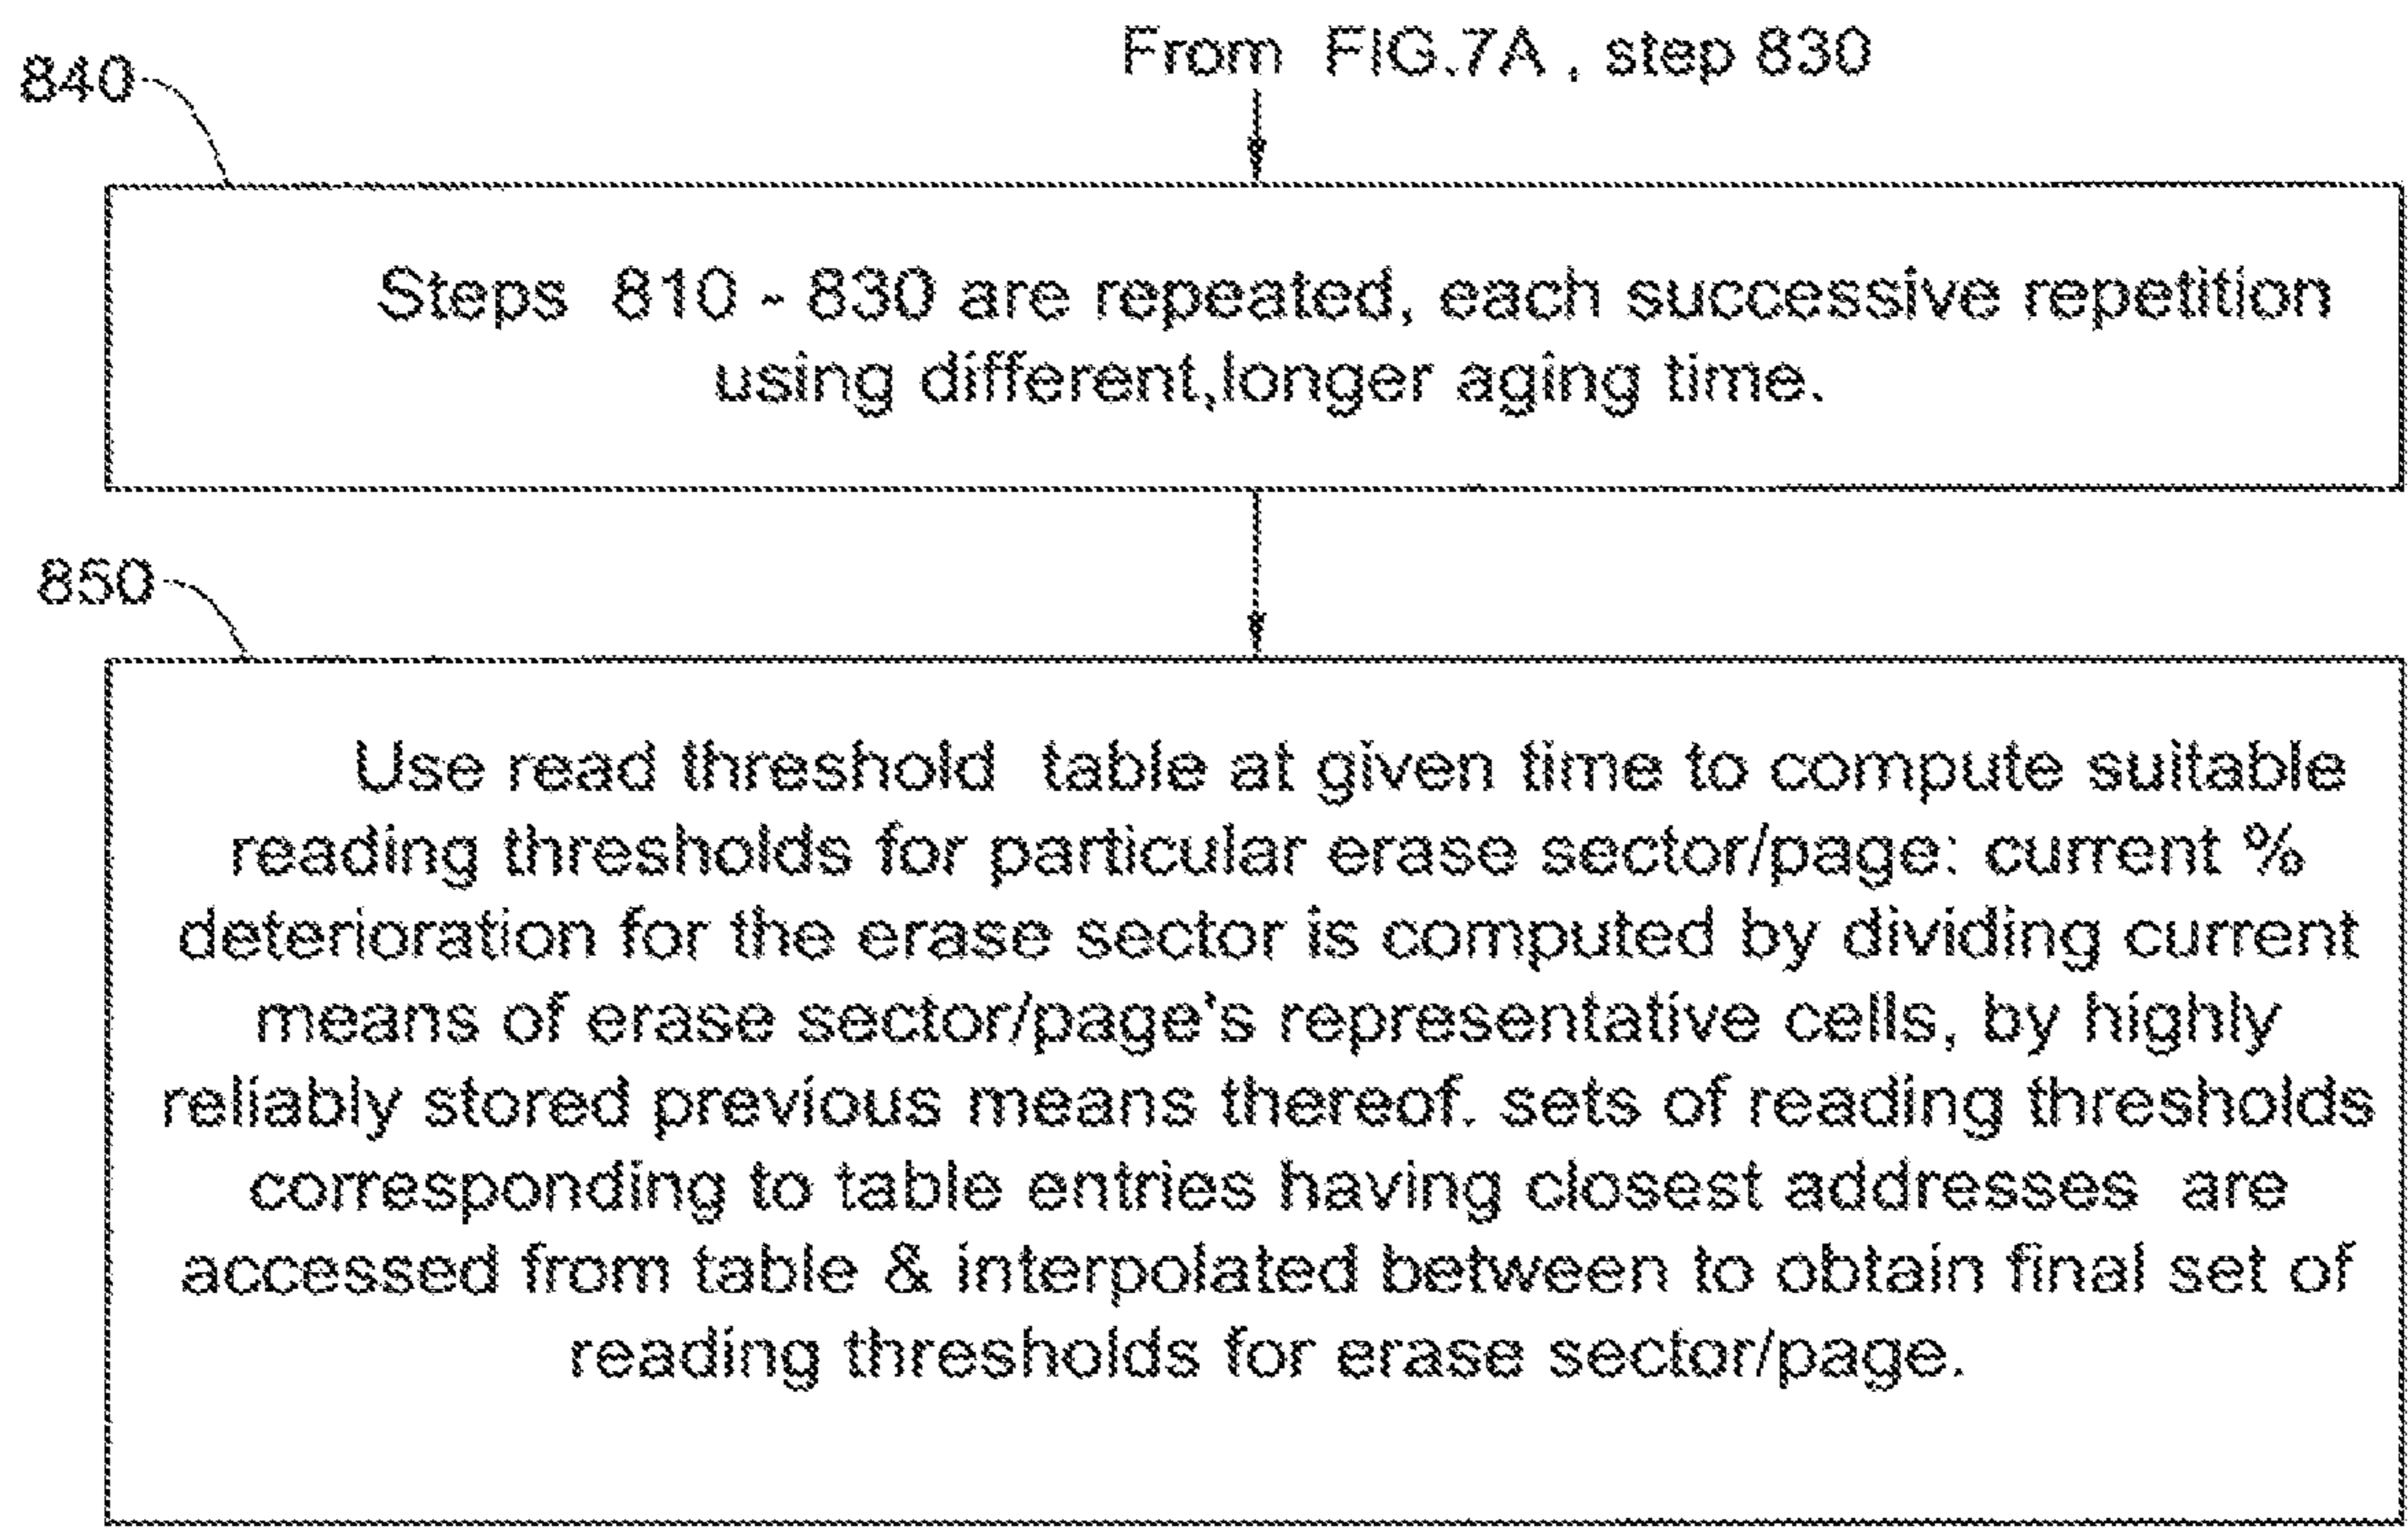 From FIG.7A , step 830
840
Steps 810 - 830 are repeated, each successive repetition
using different,longer aging time.
850
Use read threshold table at given time to compute suitable
reading thresholds for particular erase sector/page: current %
deterioration for the erase sector is computed by dividing current
means of erase sector/page's representative cells, by highly
reliably stored previous means thereof. sets of reading thresholds
corresponding to table entries having closest addresses are
accessed from table & interpolated between to obtain final set of
reading thresholds for erase sector/page.